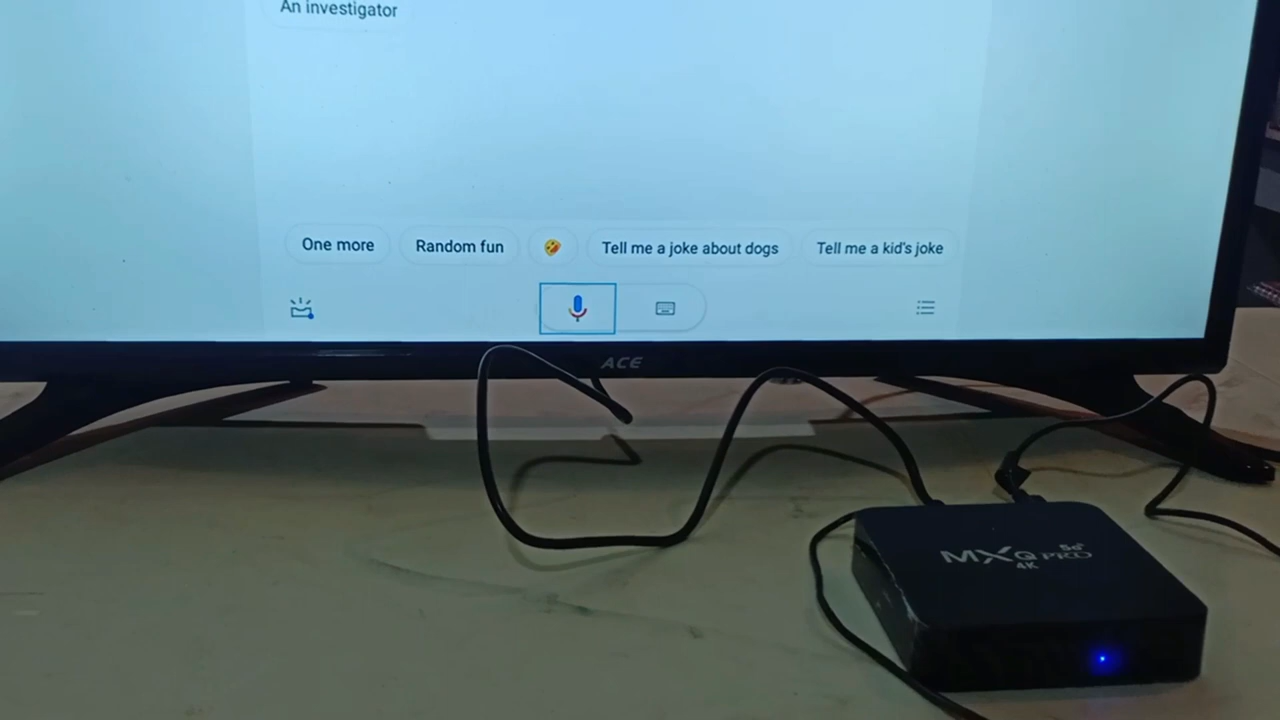 An investigator
One more
Random fun
Tell me a joke about dogs
Tell me a kid's joke
ACE
MXQ PRO 5G
4K